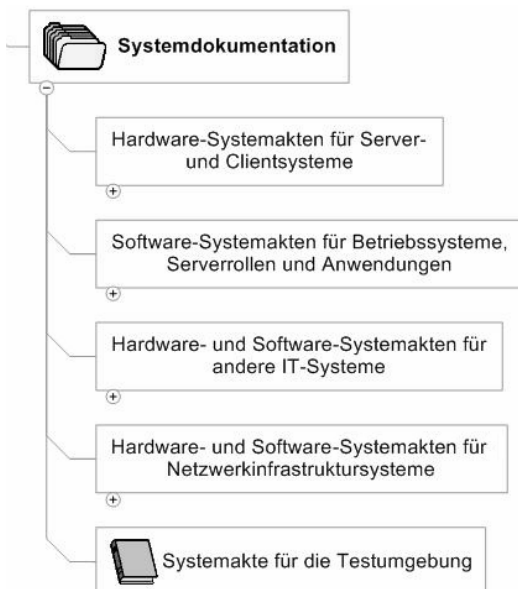 Systemdokumentation
Hardware-Systemakten für Server-
und Clientsysteme
Software-Systemakten für Betriebssysteme,
Serverrollen und Anwendungen
Hardware- und Software-Systemakten für
andere IT-Systeme
Hardware- und Software-Systemakten für
Netzwerkinfrastruktursysteme
Systemakte für die Testumgebung